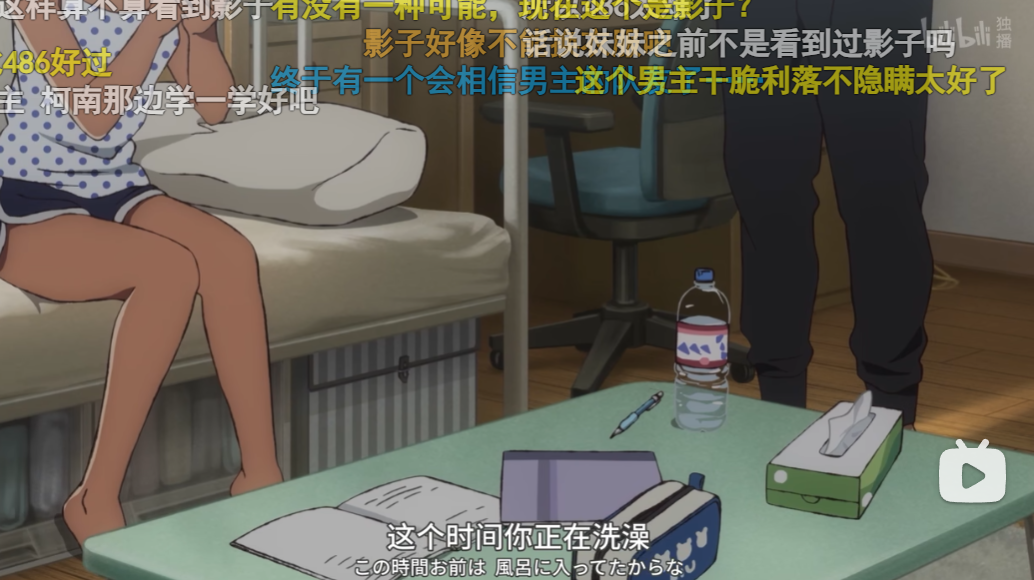 这样算不算看到影子
有没有一种可能，现在这个是影子？
影子好像不
话说妹妹之前不是看到过影子吗
bilibili 独播
486好过
终于有一个会相信男主
这个男主干脆利落不隐瞒太好了
主 柯南那边学一学好吧
这个时间你正在洗澡
この時間お前は 風呂に入ってたからな